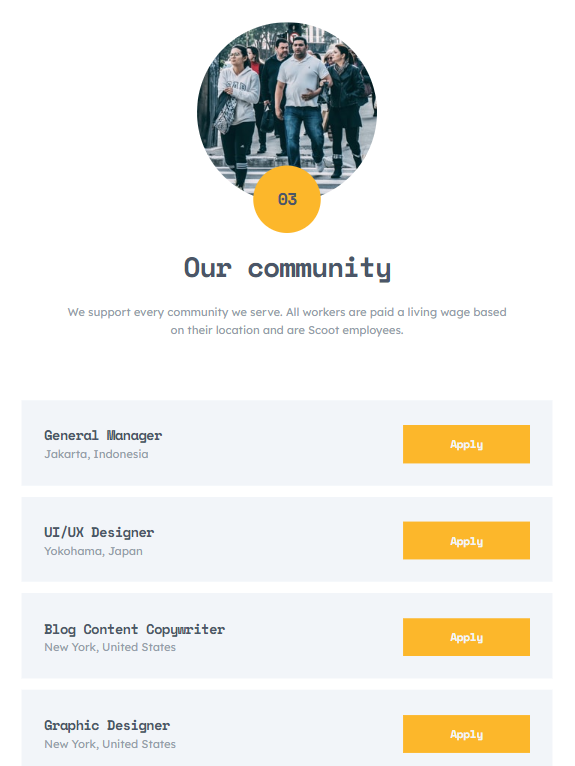 03
Our community
We support every community we serve. All workers are paid a living wage based
on their location and are Scoot employees.
General Manager
Jakarta, Indonesia
Apply
UI/UX Designer
Yokohama, Japan
Apply
Blog Content Copywriter
New York, United States
Apply
Graphic Designer
New York, United States
Apply